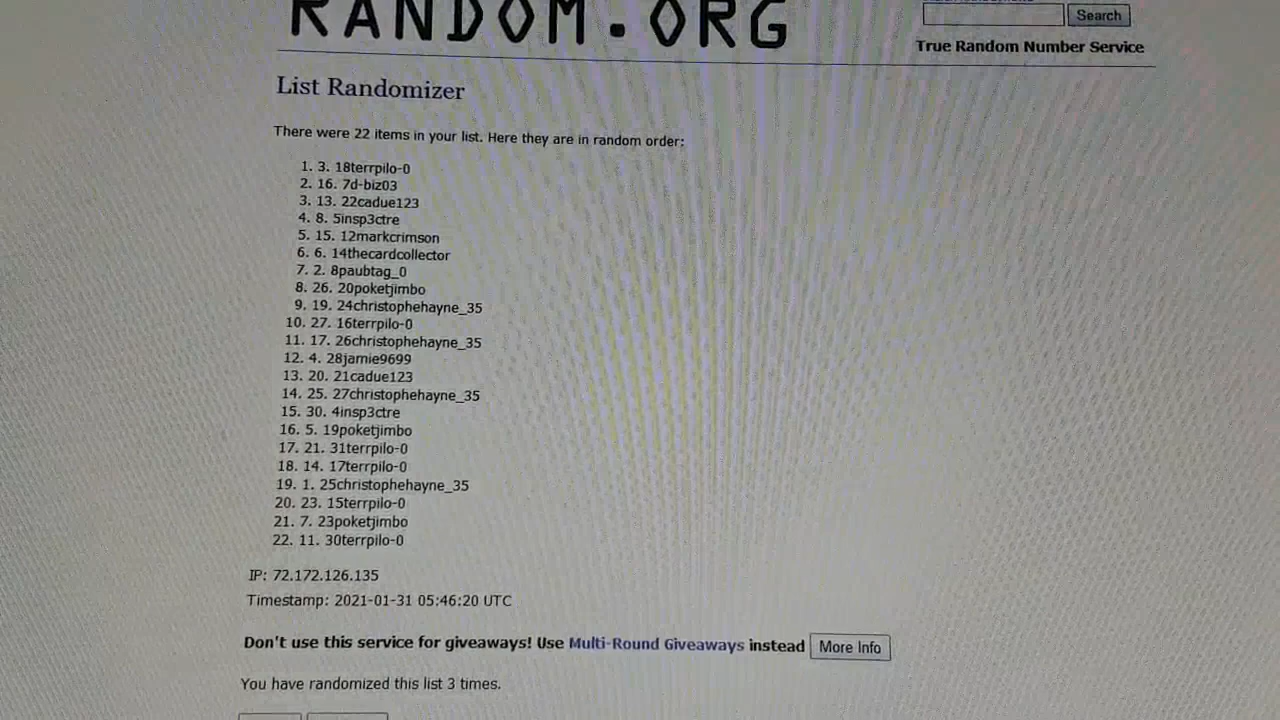 RANDOM.ORG
Search
True Random Number Service
List Randomizer
There were 22 items in your list. Here they are in random order:
1. 3. 18terrpilo-0
2. 16. 7d-biz03
3. 13. 22cadue123
4. 8. 5insp3ctre
5. 15. 12markcrimson
6. 6. 14thecardcollector
7. 2. 8paubtag_0
8. 26. 20poketjimbo
9. 19. 24christophehayne_35
10. 27. 16terrpilo-0
11. 17. 26christophehayne_35
12. 4. 28jamie9699
13. 20. 21cadue123
14. 25. 27christophehayne_35
15. 30. 4insp3ctre
16. 5. 19poketjimbo
17. 21. 31terrpilo-0
18. 14. 17terrpilo-0
19. 1. 25christophehayne_35
20. 23. 15terrpilo-0
21. 7. 23poketjimbo
22. 11. 30terrpilo-0
IP: 72.172.126.135
Timestamp: 2021-01-31 05:46:20 UTC
Don't use this service for giveaways! Use Multi-Round Giveaways instead More Info
You have randomized this list 3 times.